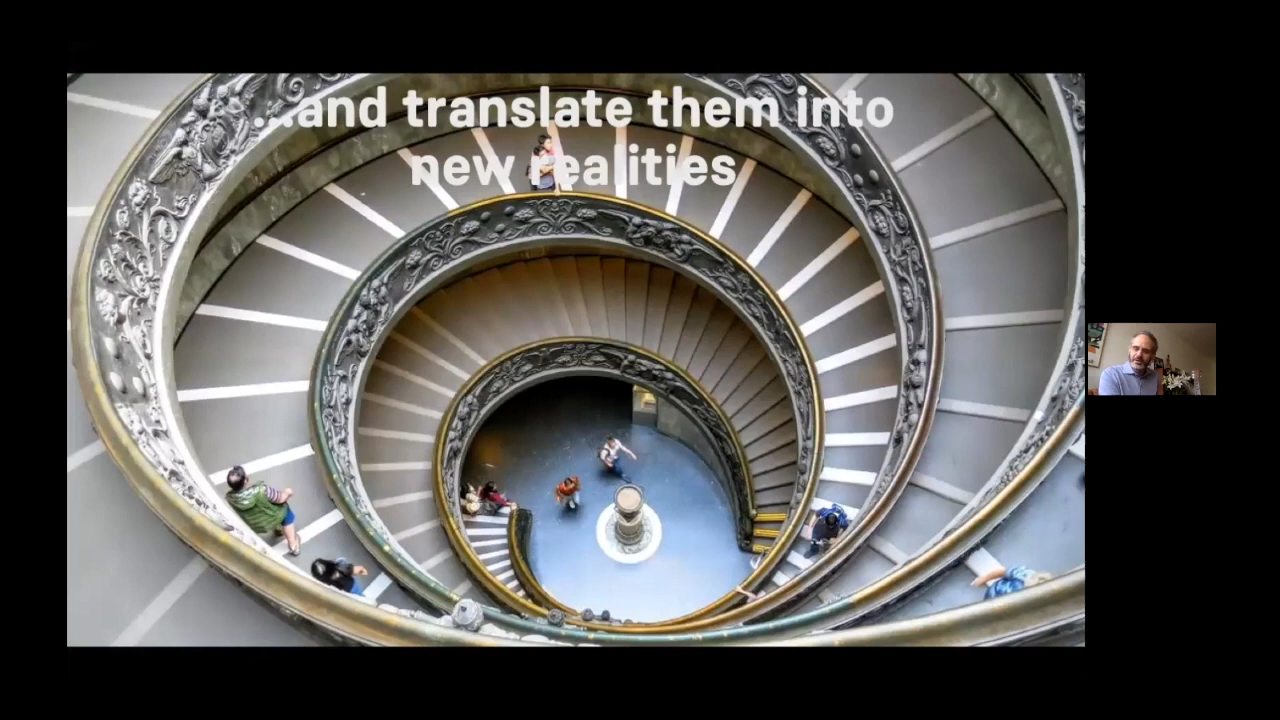 ...and translate them into
new realities